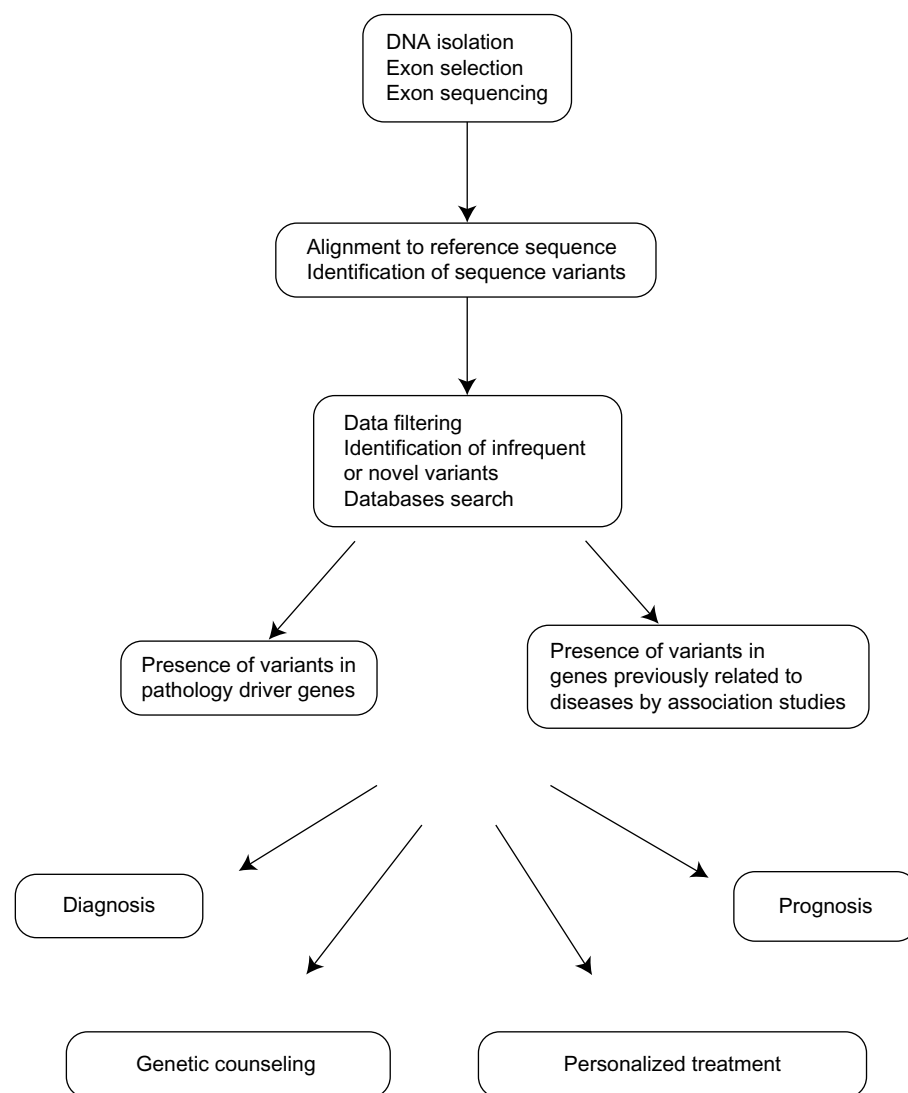 DNA isolation
Exon selection
Exon sequencing
Alignment to reference sequence
Identification of sequence variants
Data filtering
Identification of infrequent
or novel variants
Databases search
Presence of variants in
pathology driver genes
Presence of variants in
genes previously related to
diseases by association studies
Diagnosis
Prognosis
Genetic counseling
Personalized treatment